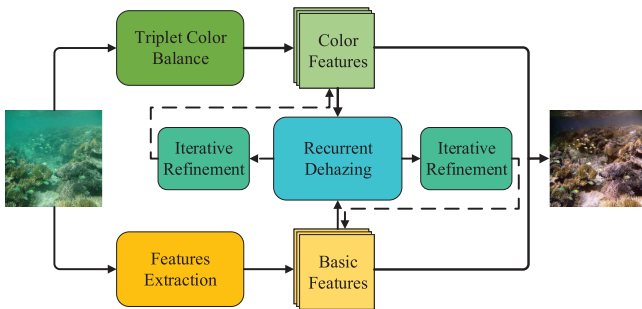 Triplet Color
Balance
Color
Features
Iterative
Refinement
Recurrent
Dehazing
Iterative
Refinement
Features
Extraction
Basic
Features